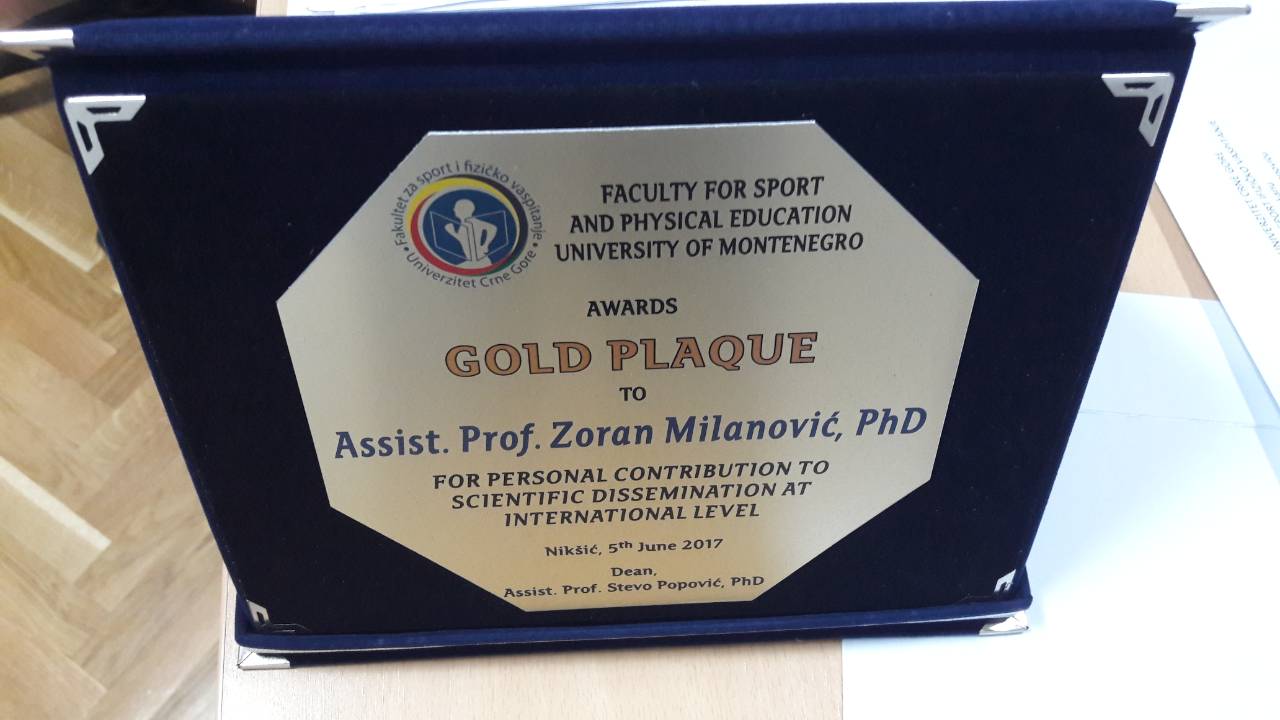 Fakultet za sport i fizičko vaspitanje
• Univerzitet Crne Gore •
FACULTY FOR SPORT
AND PHYSICAL EDUCATION
UNIVERSITY OF MONTENEGRO
AWARDS
GOLD PLAQUE
TO
Assist. Prof. Zoran Milanović, PhD
FOR PERSONAL CONTRIBUTION TO
SCIENTIFIC DISSEMINATION AT
INTERNATIONAL LEVEL
Nikšić, 5th June 2017
Dean,
Assist. Prof. Stevo Popović, PhD